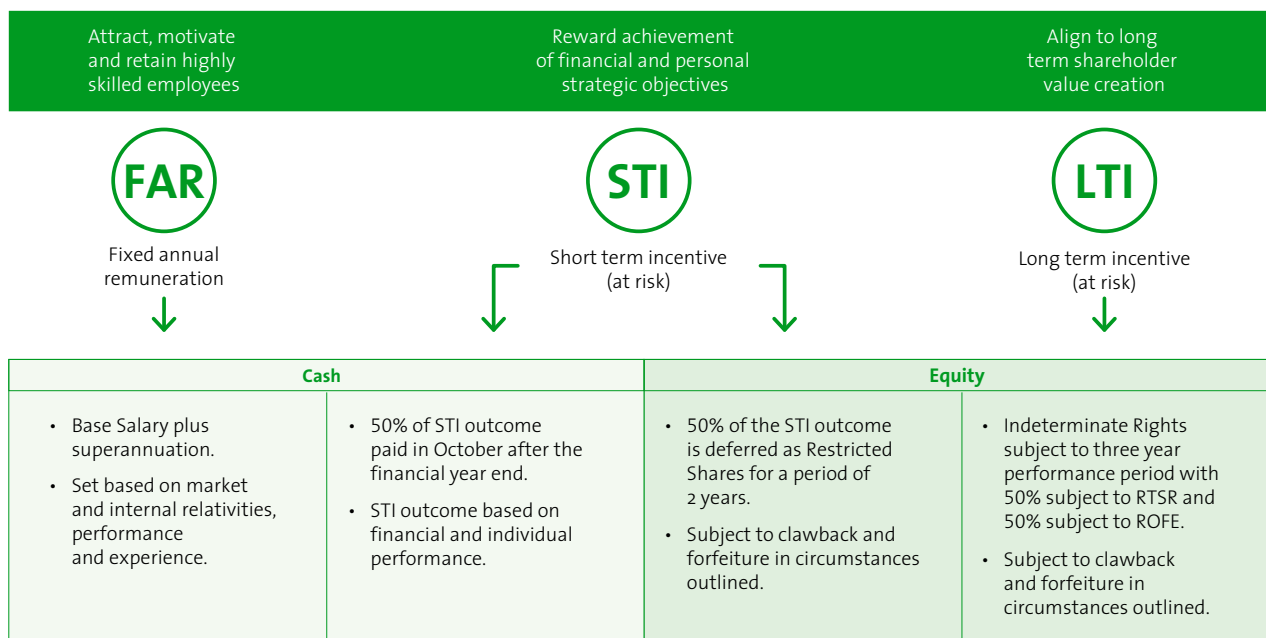 Attract, motivate
and retain highly
skilled employees
Reward achievement
of financial and personal
strategic objectives
Align to long
term shareholder
value creation
FAR
STI
LTI
Fixed annual
remuneration
Short term incentive
(at risk)
Long term incentive
(at risk)
Cash
Equity
• Base Salary plus
superannuation.
• Set based on market
and internal relativities,
performance
and experience.
• 50% of STI outcome
paid in October after the
financial year end.
• STI outcome based on
financial and individual
performance.
• 50% of the STI outcome
is deferred as Restricted
Shares for a period of
2 years.
• Subject to clawback and
forfeiture in circumstances
outlined.
• Indeterminate Rights
subject to three year
performance period with
50% subject to RTSR and
50% subject to ROFE.
• Subject to clawback
and forfeiture in
circumstances outlined.